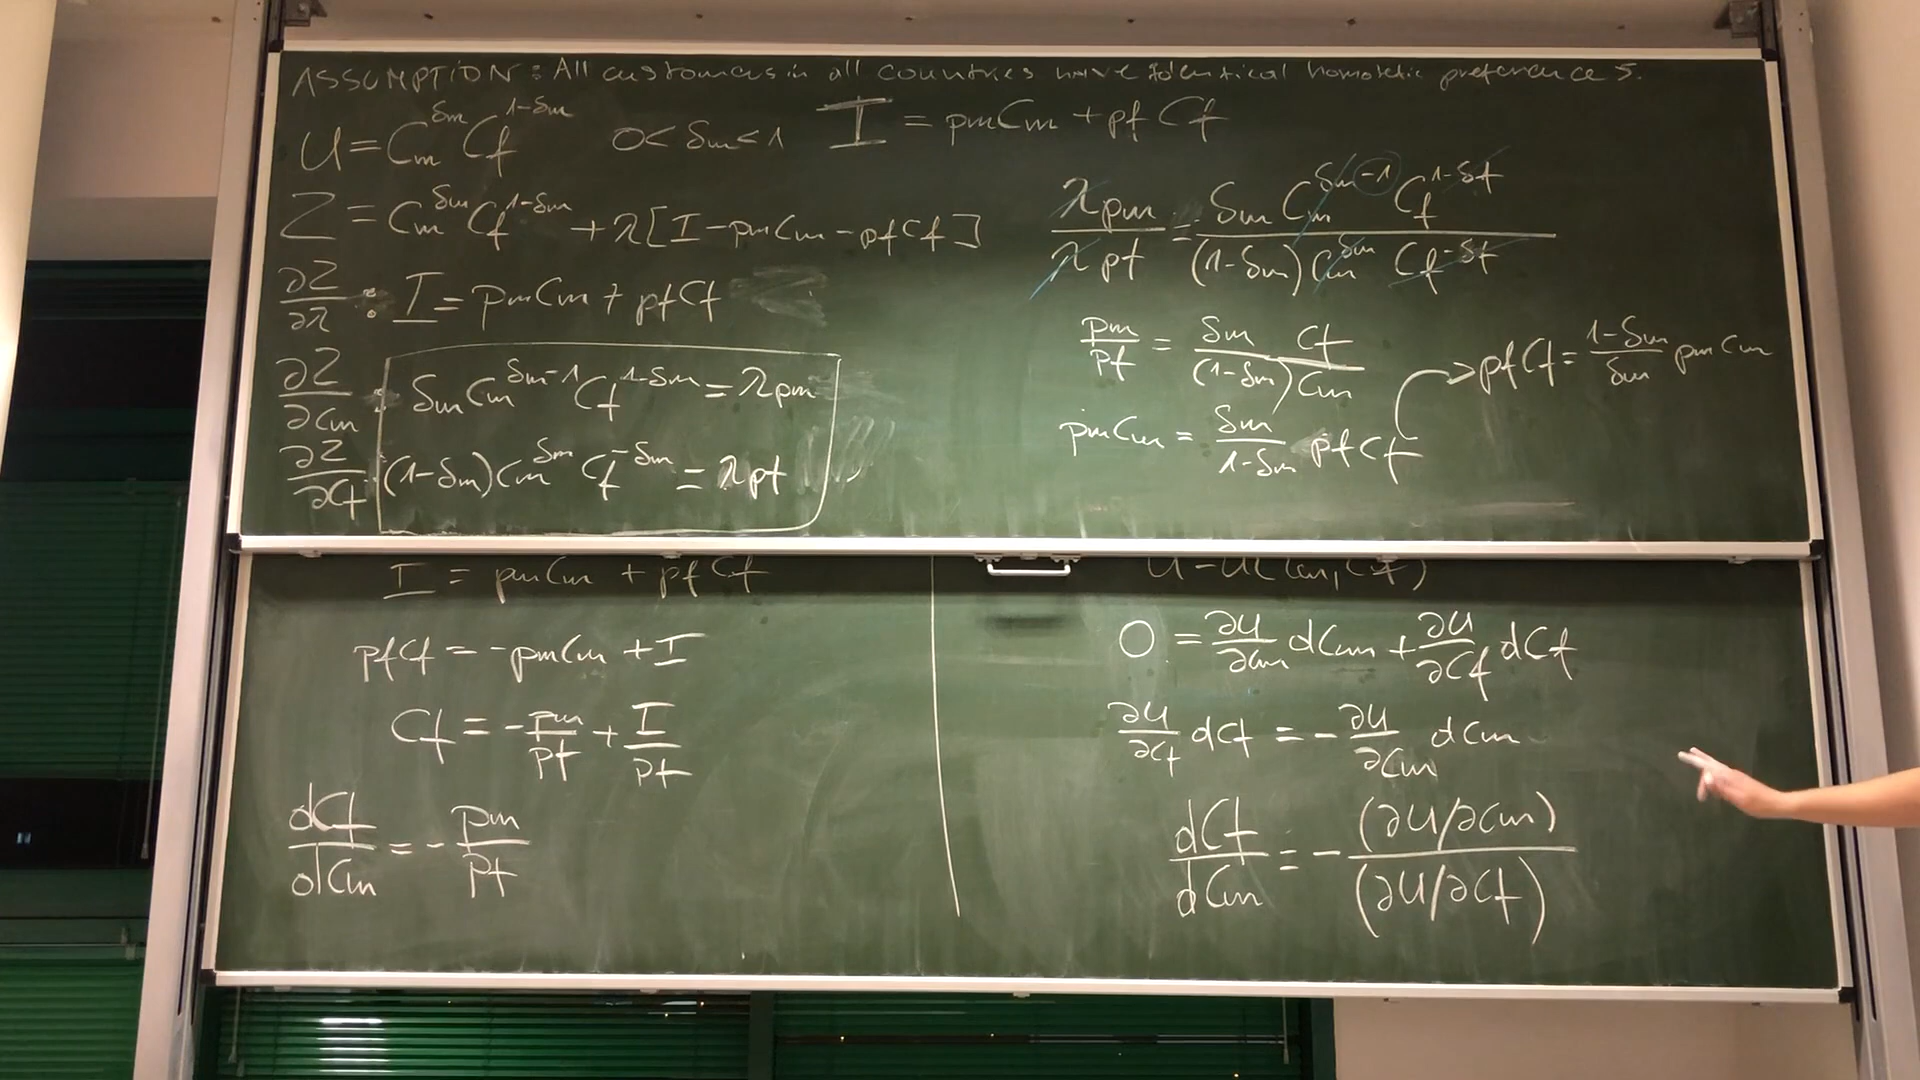 ASSUMPTION: All customers in all countries have identical homothetic preferences.
U = Cm^δm Cf^1-δm    0 < δm < 1    I = pmCm + pfCf
Z = Cm^δm Cf^1-δm + λ[I - pmCm - pfCf]
∂Z/∂λ : I = pmCm + pfCf
∂Z/∂Cm : δm Cm^δm-1 Cf^1-δm = λpm
∂Z/∂Cf : (1-δm) Cm^δm Cf^-δm = λpf
λpm/λpf = δm Cm^δm-1 Cf^1-δf / (1-δm) Cm^δm Cf^-δf
pm/pf = δm Cf / (1-δm) Cm
pmCm = δm/1-δm pfCf → pfCf = 1-δm/δm pmCm
I = pmCm + pfCf
pfCf = -pmCm + I
Cf = -pm/pf + I/pf
dCf/dCm = - pm/pf
U = U(Cm, Cf)
0 = ∂U/∂Cm dCm + ∂U/∂Cf dCf
∂U/∂Cf dCf = - ∂U/∂Cm dCm
dCf/dCm = - (∂U/∂Cm) / (∂U/∂Cf)